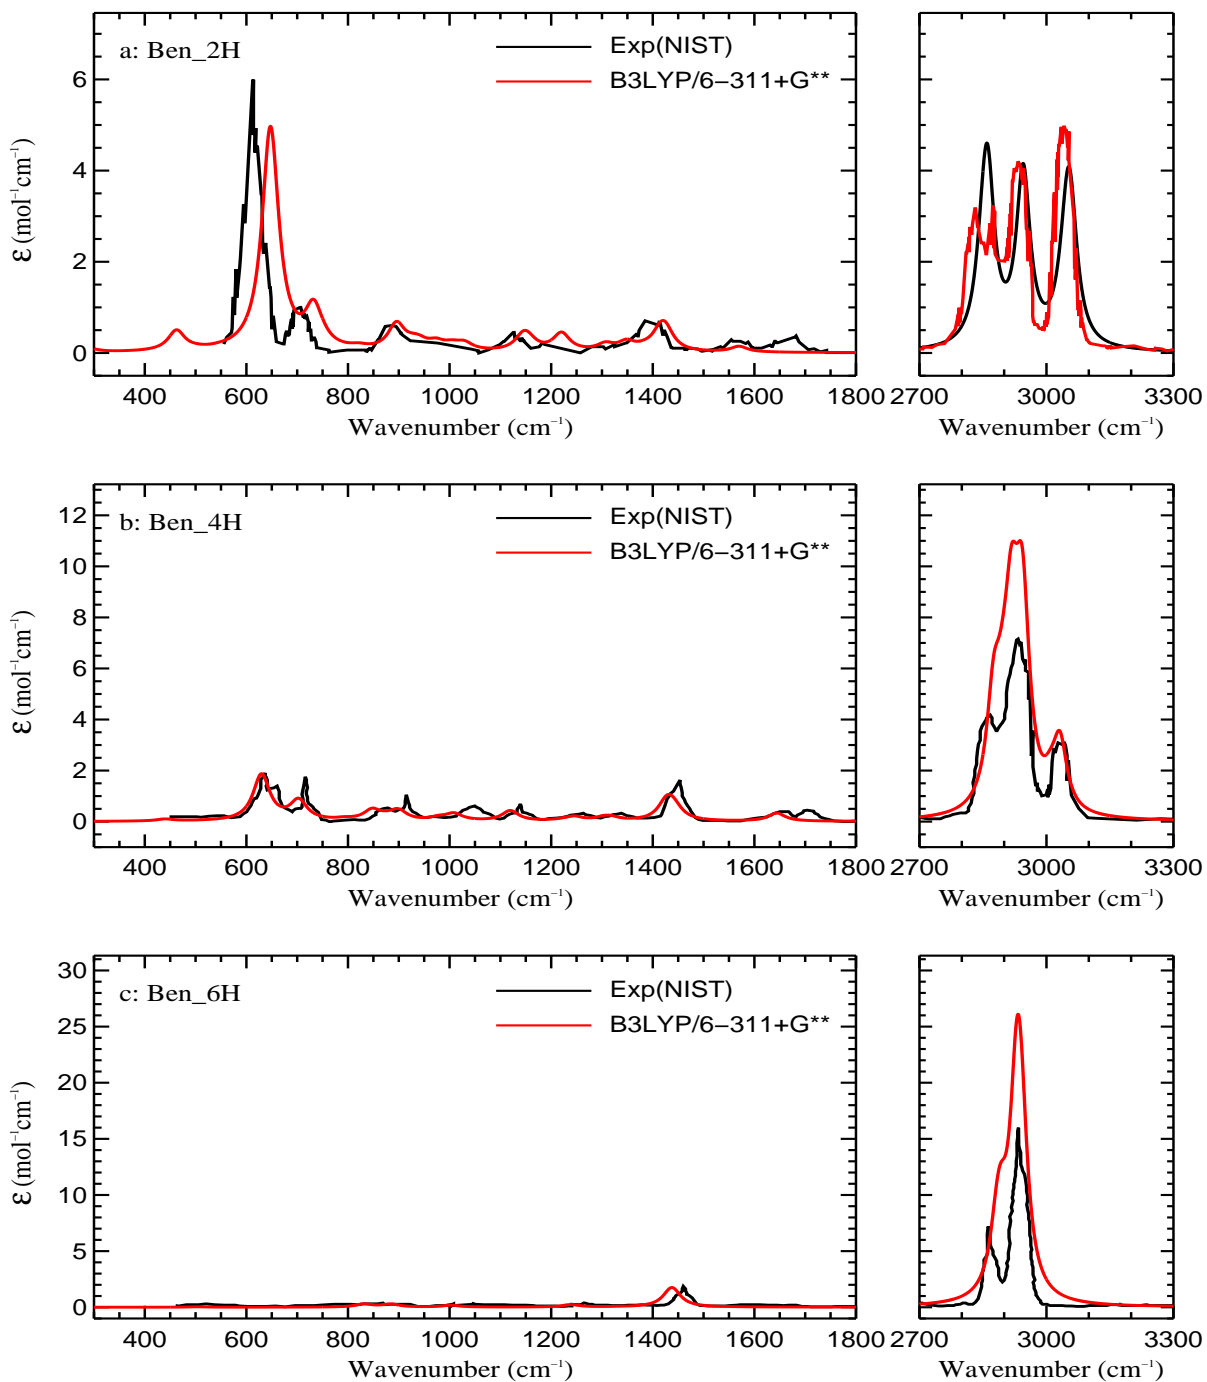 a: Ben_2H
Exp(NIST)
B3LYP/6−311+G**
6
4
2
0
ε (mol⁻¹cm⁻¹)
400 600 800 1000 1200 1400 1600 1800 2700 3000 3300
Wavenumber (cm⁻¹) Wavenumber (cm⁻¹)
b: Ben_4H
Exp(NIST)
B3LYP/6−311+G**
12
10
8
6
4
2
0
ε (mol⁻¹cm⁻¹)
400 600 800 1000 1200 1400 1600 1800 2700 3000 3300
Wavenumber (cm⁻¹) Wavenumber (cm⁻¹)
c: Ben_6H
Exp(NIST)
B3LYP/6−311+G**
30
25
20
15
10
5
0
ε (mol⁻¹cm⁻¹)
400 600 800 1000 1200 1400 1600 1800 2700 3000 3300
Wavenumber (cm⁻¹) Wavenumber (cm⁻¹)